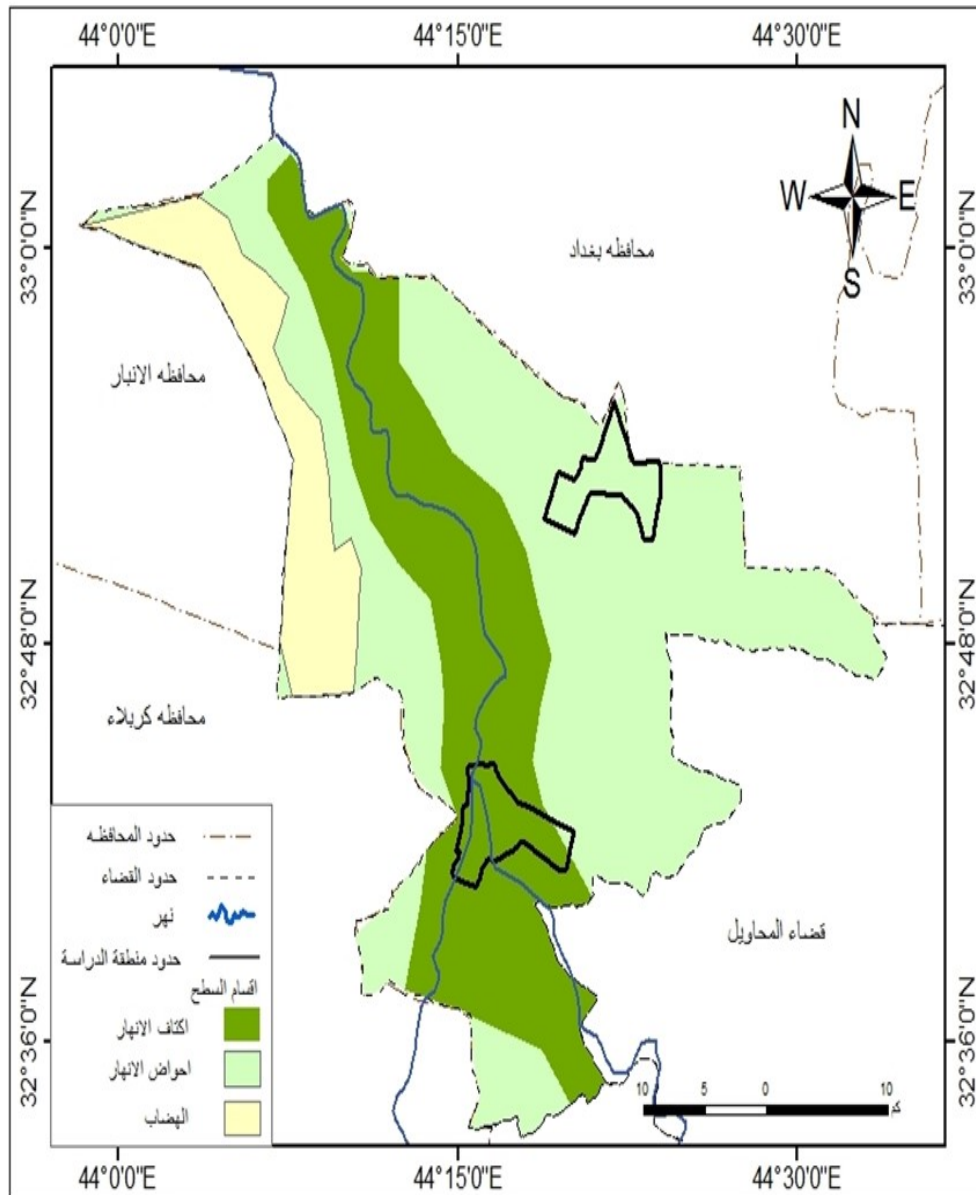 44°0'0"E 44°15'0"E 44°30'0"E
N
W E
S
33°0'0"N 33°0'0"N
محافظه بغداد
محافظه الانبار
32°48'0"N 32°48'0"N
محافظه كربلاء
قضاء المحاويل
حدود المحافظه
حدود القضاء
نهر
حدود منطقة الدراسة
اقسام السطح
اكتاف الانهار
احواض الانهار
الهضاب
32°36'0"N 32°36'0"N
10 5 0 10
كم
44°0'0"E 44°15'0"E 44°30'0"E